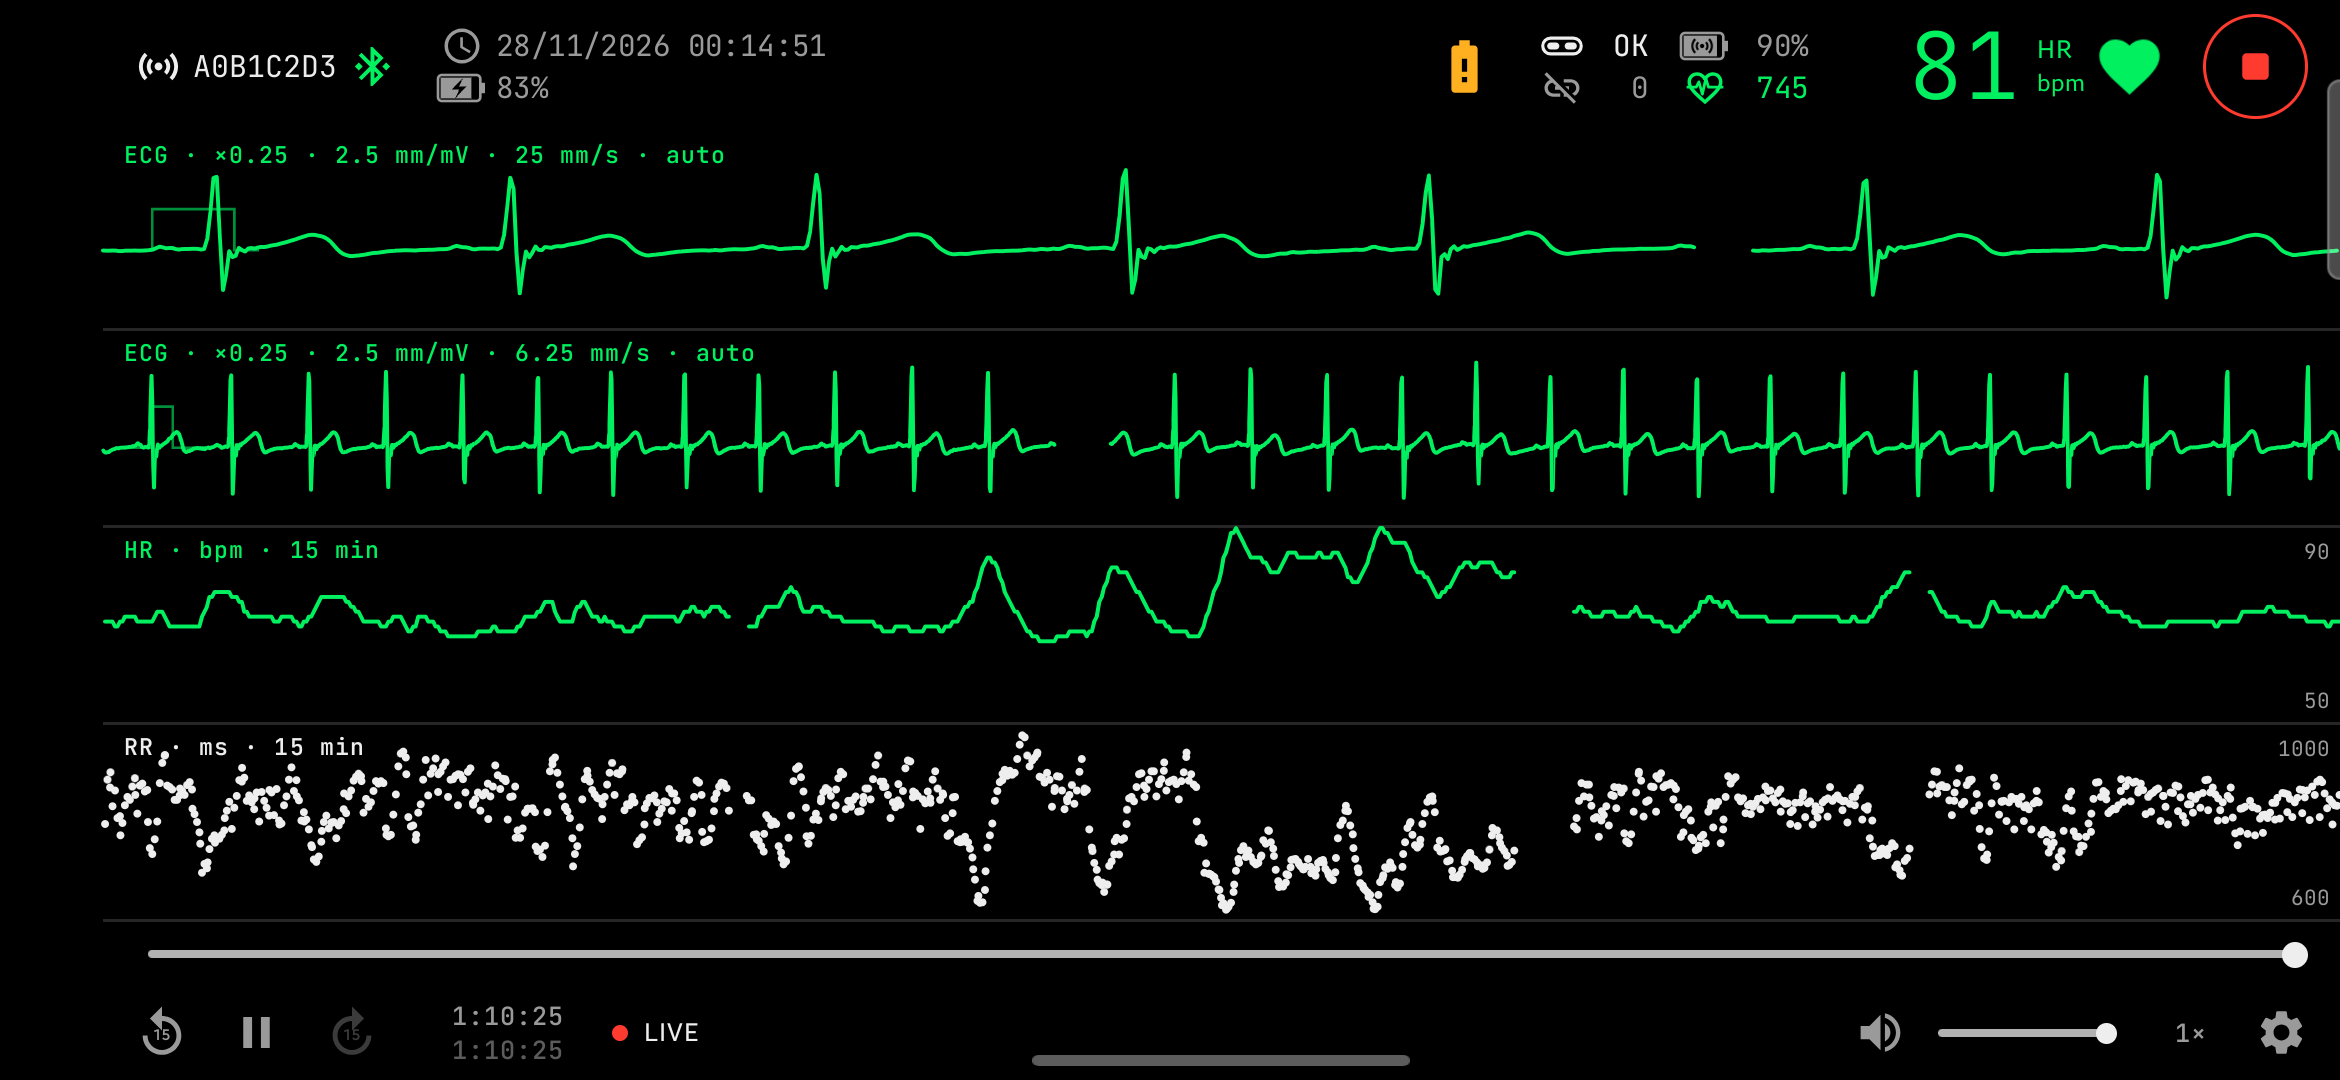 A0B1C2D3
28/11/2026 00:14:51
83%
OK 90%
0 745
81 HR bpm
ECG · ×0.25 · 2.5 mm/mV · 25 mm/s · auto
ECG · ×0.25 · 2.5 mm/mV · 6.25 mm/s · auto
HR · bpm · 15 min
90
50
RR · ms · 15 min
1000
600
15 15
1:10:25
1:10:25
LIVE
1×